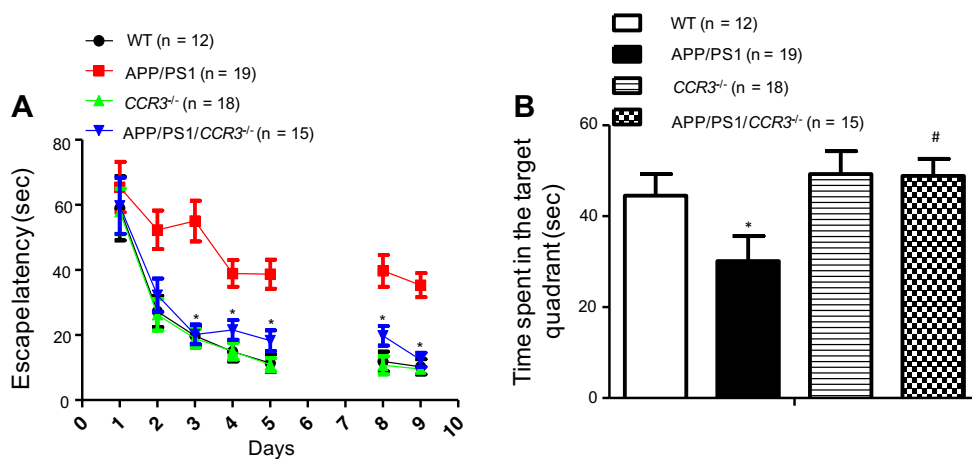 A
WT (n = 12)
APP/PS1 (n = 19)
CCR3-/- (n = 18)
APP/PS1/CCR3-/- (n = 15)
Escape latency (sec)
80
60
40
20
0
* * * * *
0 1 2 3 4 5 6 7 8 9 10
Days
B
WT (n = 12)
APP/PS1 (n = 19)
CCR3-/- (n = 18)
APP/PS1/CCR3-/- (n = 15)
Time spent in the target
quadrant (sec)
60
40
20
0
*
#